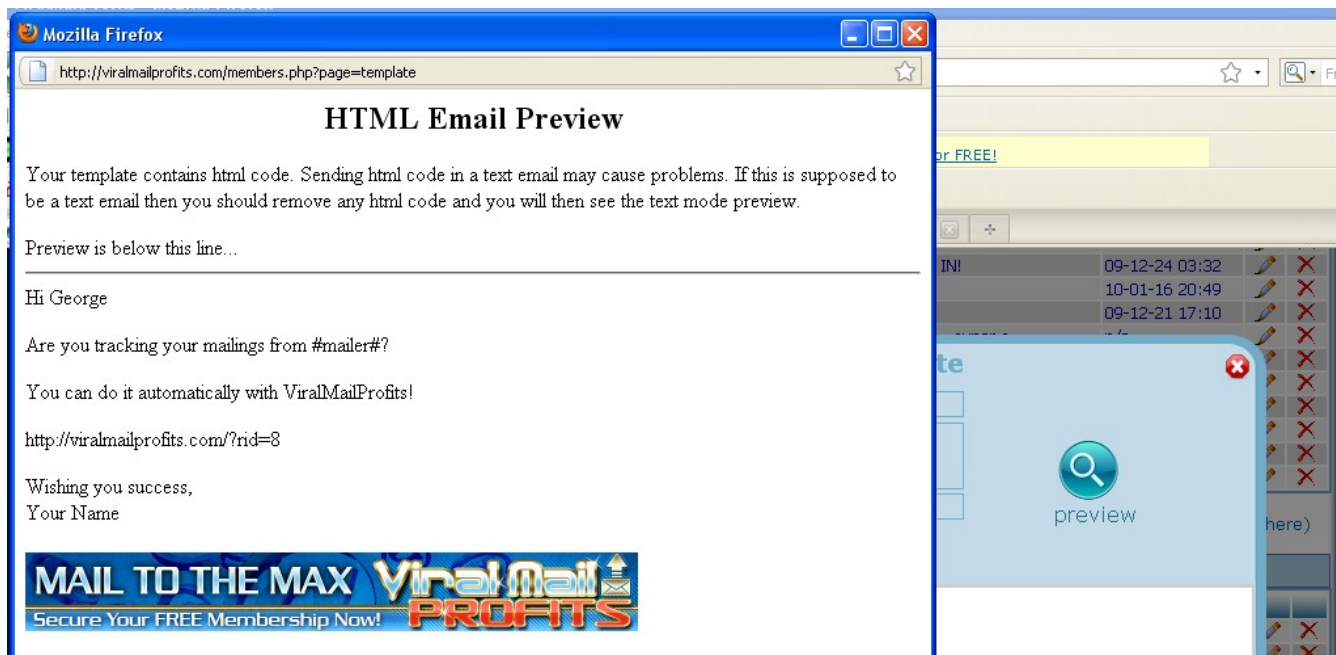 Mozilla Firefox
http://viralmailprofits.com/members.php?page=template
HTML Email Preview
Your template contains html code. Sending html code in a text email may cause problems. If this is supposed to
be a text email then you should remove any html code and you will then see the text mode preview.
Preview is below this line...
Hi George
Are you tracking your mailings from #mailer#?
You can do it automatically with ViralMailProfits!
http://viralmailprofits.com/?rid=8
Wishing you success,
Your Name
MAIL TO THE MAX Viral Mail
Secure Your FREE Membership Now! PROFITS
or FREE!
IN! 09-12-24 03:32
10-01-16 20:49
09-12-21 17:10
te
preview
here)